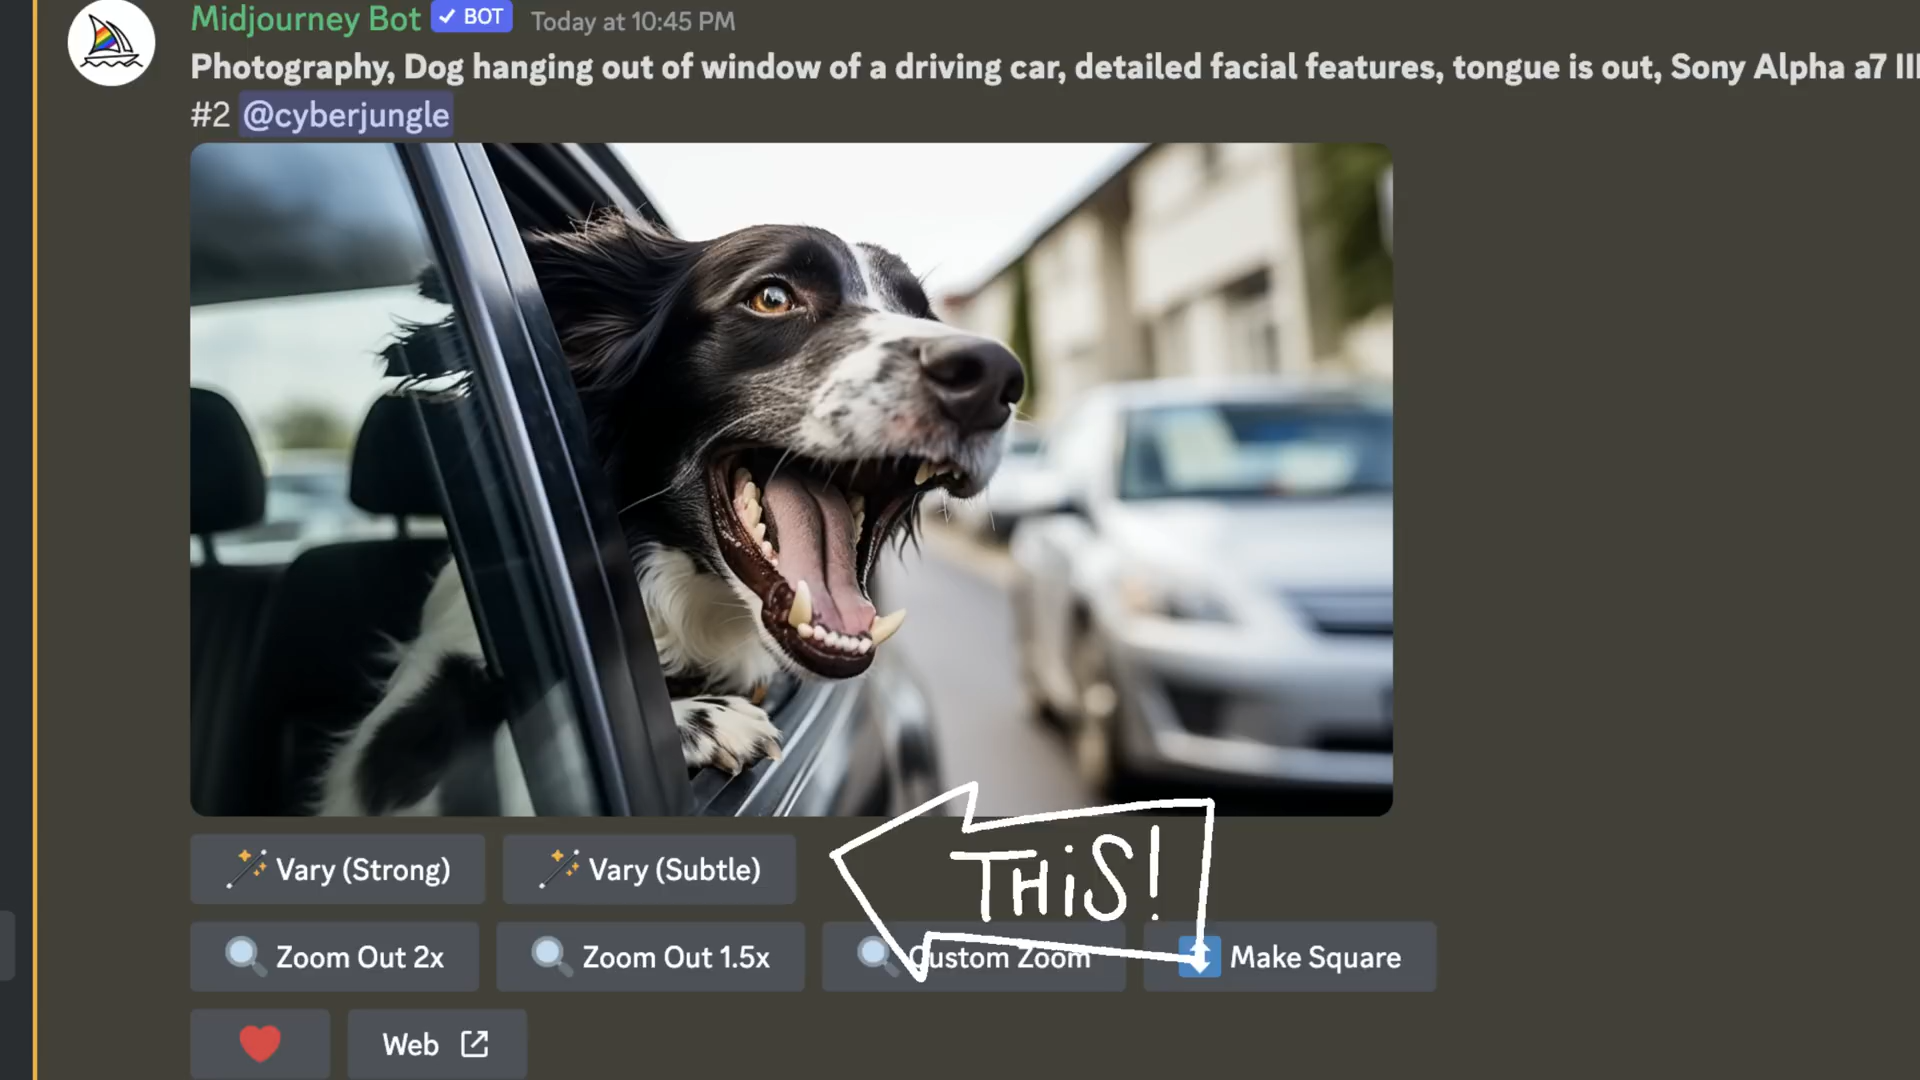 Midjourney Bot ✓ BOT Today at 10:45 PM
Photography, Dog hanging out of window of a driving car, detailed facial features, tongue is out, Sony Alpha a7 III
#2 @cyberjungle
Vary (Strong) Vary (Subtle) THiS!
Zoom Out 2x Zoom Out 1.5x Custom Zoom Make Square
Web